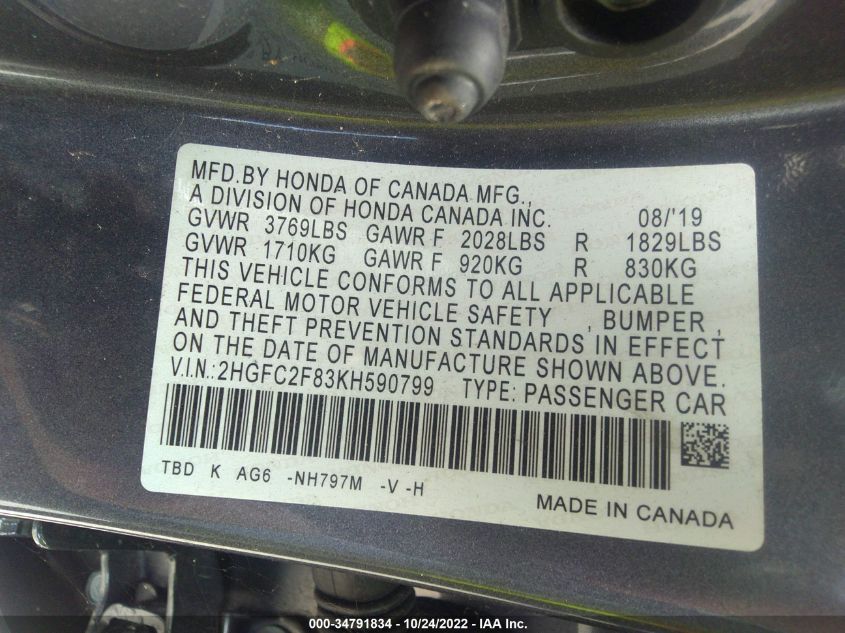 MFD.BY HONDA OF CANADA MFG.,
A DIVISION OF HONDA CANADA INC. 08/'19
GVWR 3769LBS GAWR F 2028LBS R 1829LBS
GVWR 1710KG GAWR F 920KG R 830KG
THIS VEHICLE CONFORMS TO ALL APPLICABLE
FEDERAL MOTOR VEHICLE SAFETY , BUMPER ,
AND THEFT PREVENTION STANDARDS IN EFFECT
ON THE DATE OF MANUFACTURE SHOWN ABOVE.
V.I.N.:2HGFC2F83KH590799 TYPE: PASSENGER CAR
TBD K AG6 -NH797M -V -H
MADE IN CANADA
000-34791834 - 10/24/2022 - IAA Inc.